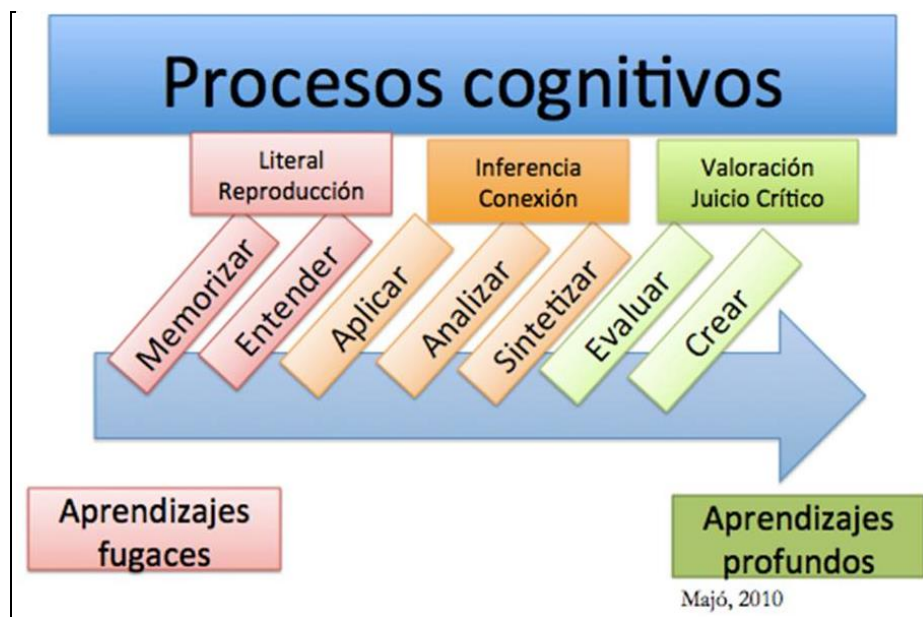 Procesos cognitivos
Literal
Reproducción
Inferencia
Conexión
Valoración
Juicio Crítico
Memorizar
Entender
Aplicar
Analizar
Sintetizar
Evaluar
Crear
Aprendizajes
fugaces
Aprendizajes
profundos
Majó, 2010